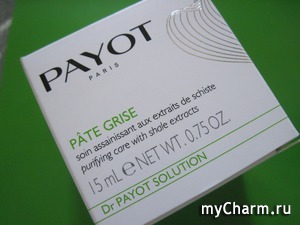 PAYOT
PARIS
PÂTE GRISE
soin assainissant aux extraits de schiste
purifying care with shale extracts
15 mL e NET WT. 0.75 OZ.
Dr PAYOT SOLUTION
myCharm.ru